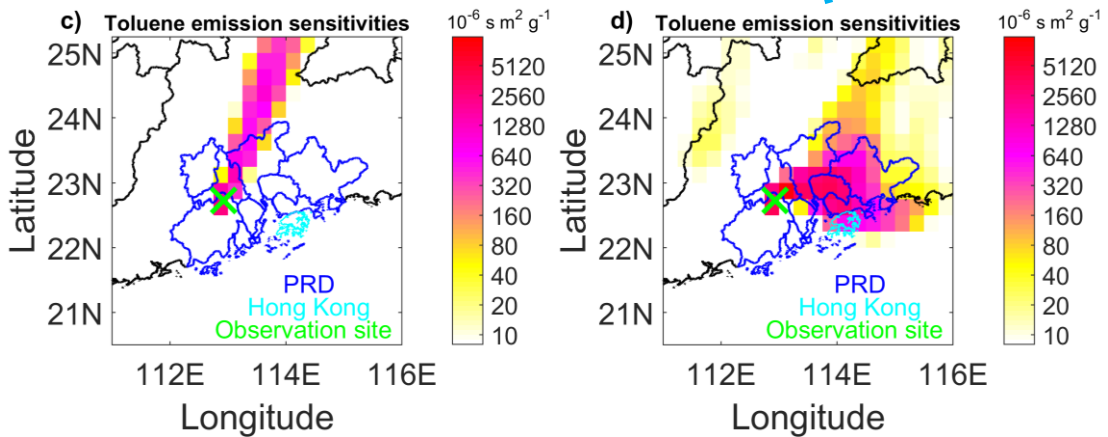 c) Toluene emission sensitivities 10⁻⁶ s m² g⁻¹
25N
24N
23N
22N
21N
Latitude
112E 114E 116E
Longitude
PRD
Hong Kong
Observation site
5120
2560
1280
640
320
160
80
40
20
10
d) Toluene emission sensitivities 10⁻⁶ s m² g⁻¹
25N
24N
23N
22N
21N
Latitude
112E 114E 116E
Longitude
PRD
Hong Kong
Observation site
5120
2560
1280
640
320
160
80
40
20
10